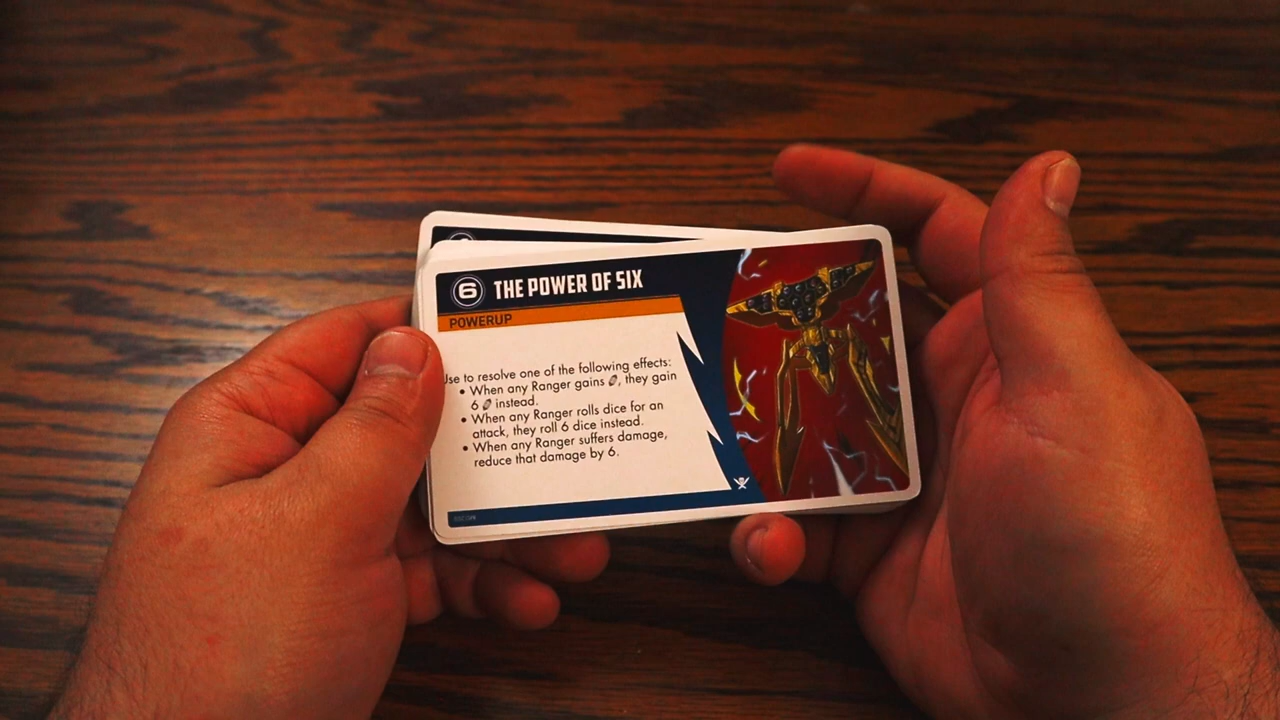 6 THE POWER OF SIX
POWERUP
Use to resolve one of the following effects:
• When any Ranger gains , they gain
6 instead.
• When any Ranger rolls dice for an
attack, they roll 6 dice instead.
• When any Ranger suffers damage,
reduce that damage by 6.